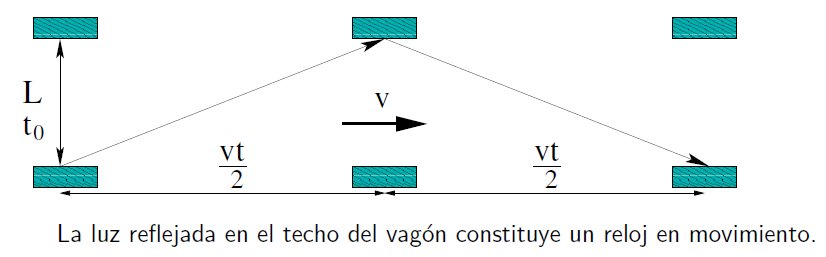 L
t₀
v
vt/2
vt/2
La luz reflejada en el techo del vagón constituye un reloj en movimiento.